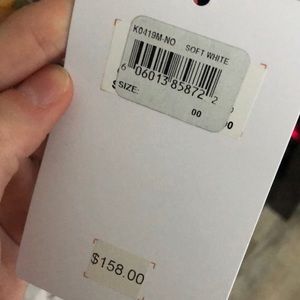 K0419M-NO SOFT WHITE
6 06013 85872 2
SIZE:
00
$158.00